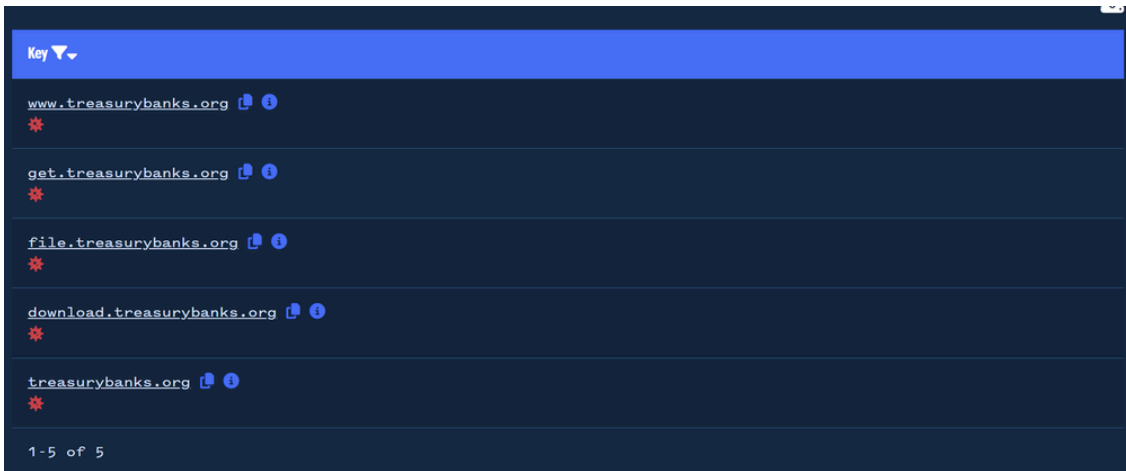 Key
www.treasurybanks.org
get.treasurybanks.org
file.treasurybanks.org
download.treasurybanks.org
treasurybanks.org
1-5 of 5